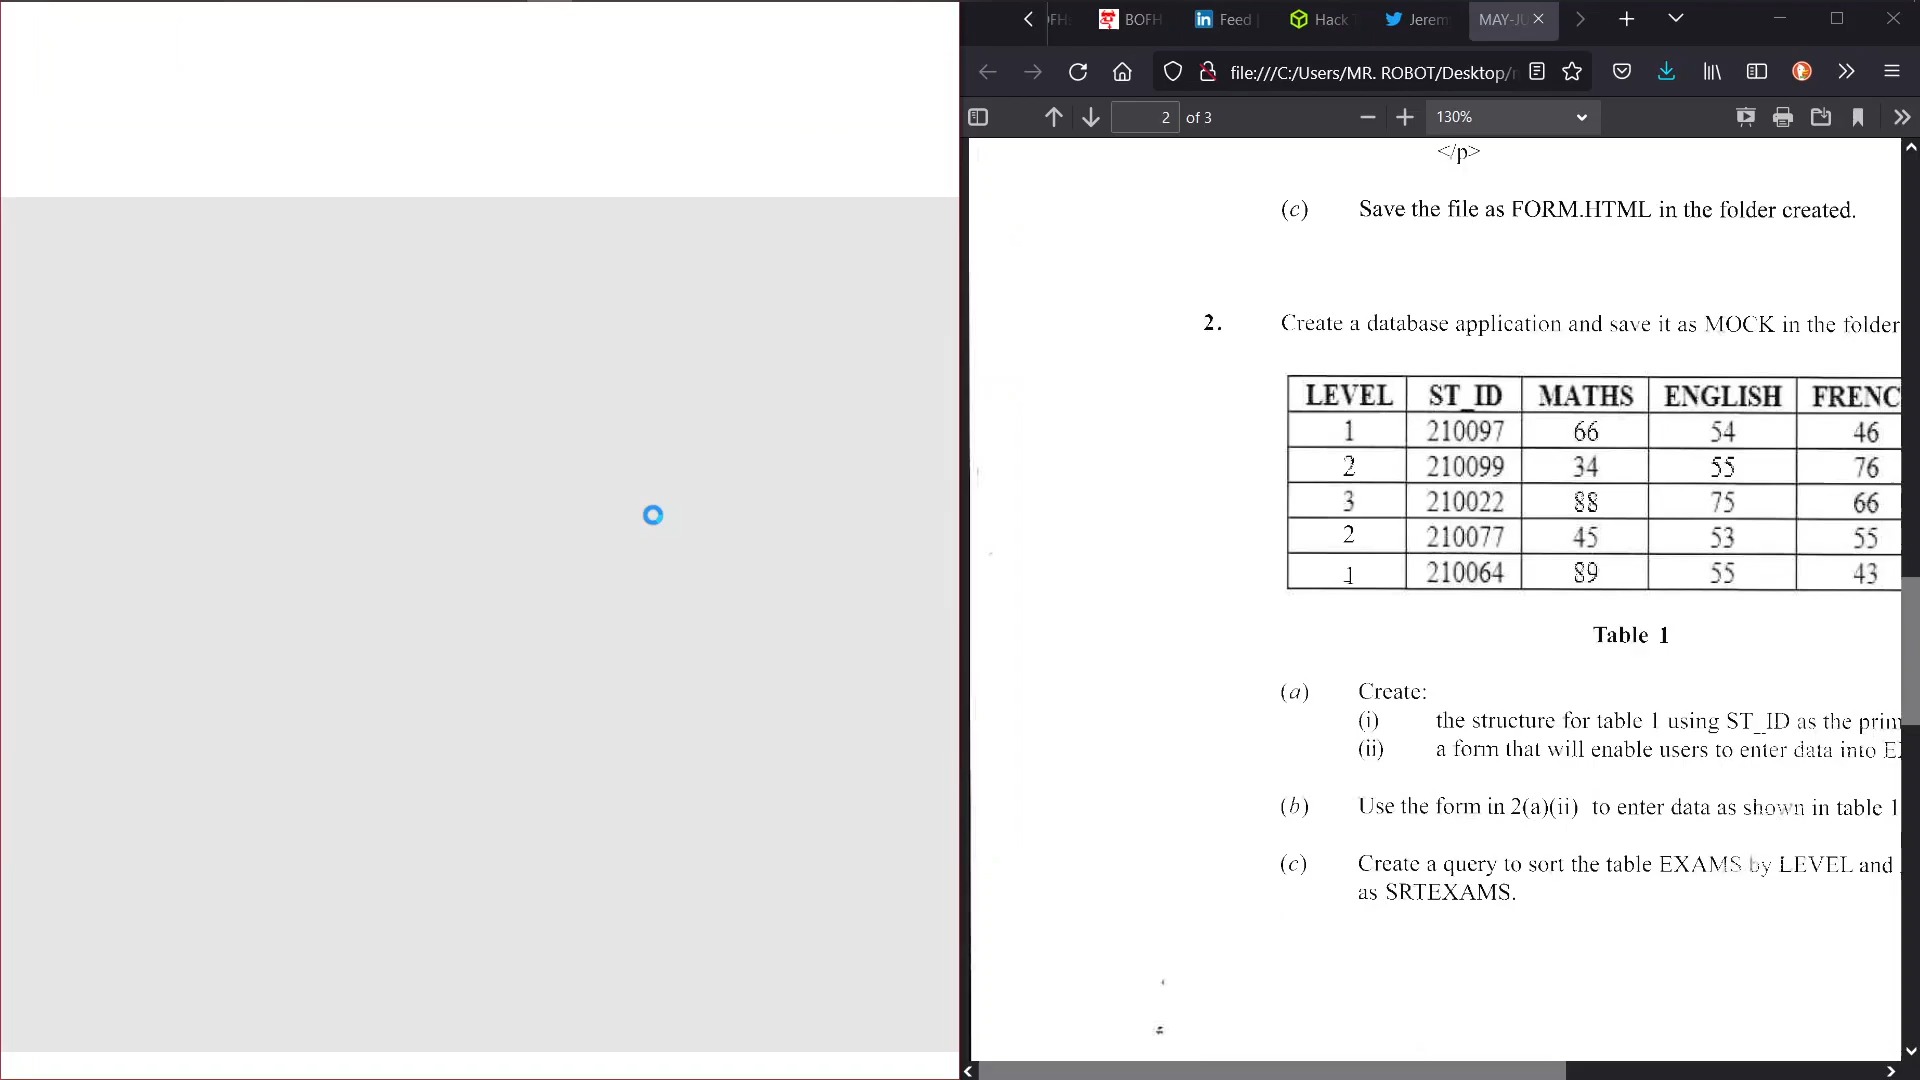 BOFH
Feed
Hack
Jerem
MAY-JU
file:///C:/Users/MR. ROBOT/Desktop/
2 of 3
130%
</p>
(c) Save the file as FORM.HTML in the folder created.
2. Create a database application and save it as MOCK in the folder
LEVEL ST_ID MATHS ENGLISH FRENC
1 210097 66 54 46
2 210099 34 55 76
3 210022 88 75 66
2 210077 45 53 55
1 210064 89 55 43
Table 1
(a) Create:
(i) the structure for table 1 using ST_ID as the prim
(ii) a form that will enable users to enter data into E
(b) Use the form in 2(a)(ii) to enter data as shown in table 1
(c) Create a query to sort the table EXAMS by LEVEL and
as SRTEXAMS.